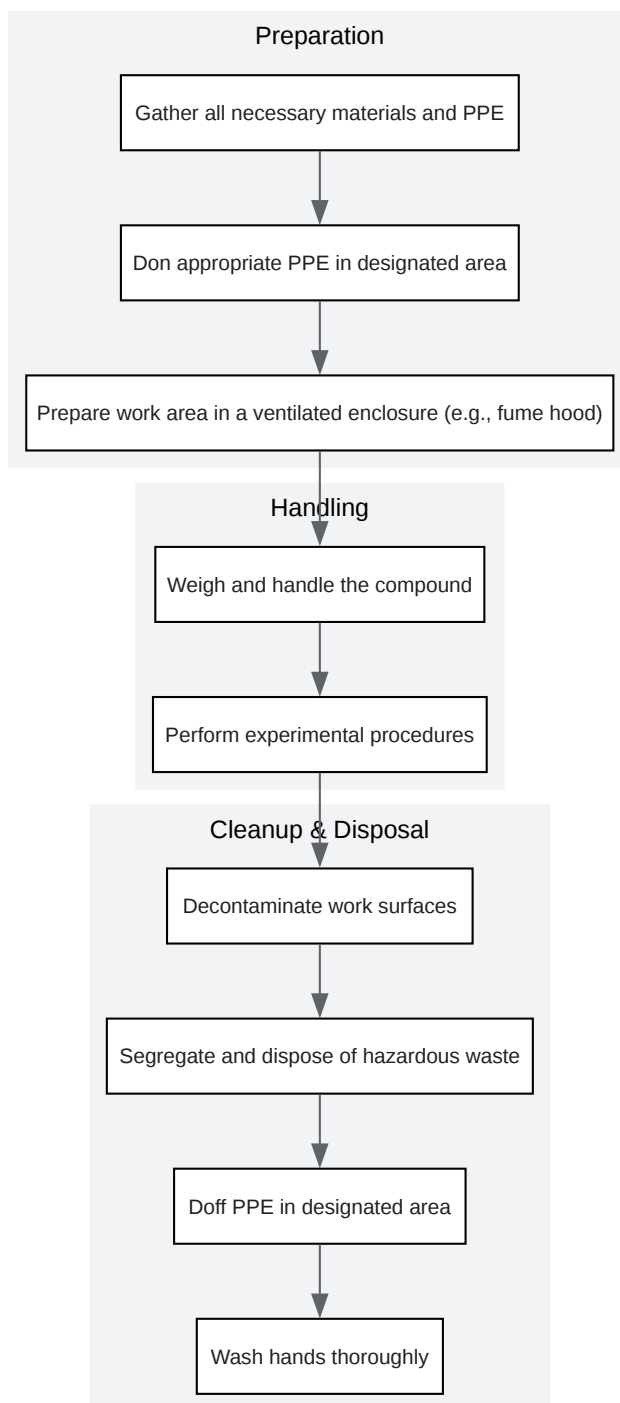 Preparation
Gather all necessary materials and PPE
Don appropriate PPE in designated area
Prepare work area in a ventilated enclosure (e.g., fume hood)
Handling
Weigh and handle the compound
Perform experimental procedures
Cleanup & Disposal
Decontaminate work surfaces
Segregate and dispose of hazardous waste
Doff PPE in designated area
Wash hands thoroughly